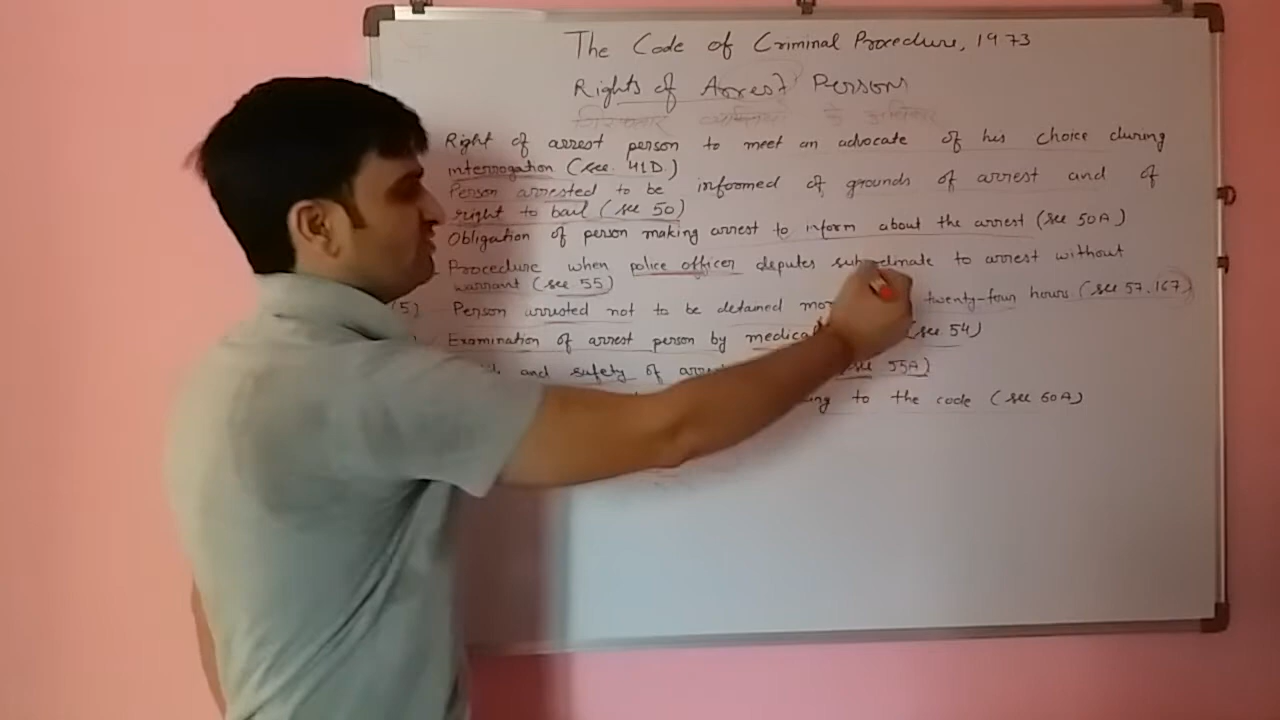 The Code of Criminal Procedure, 1973
Rights of Arrest Person
गिरफ्तार व्यक्तियों के अधिकार
Right of arrest person to meet an advocate of his choice during
interrogation (see. 41D.)
Person arrested to be informed of grounds of arrest and of
right to bail (see 50)
Obligation of person making arrest to inform about the arrest (see 50A)
Procedure when police officer deputes subordinate to arrest without
warrant (see 55)
(5) Person arrested not to be detained twenty-four hours (see 57.167)
Examination of arrest person by medical (see 54)
and safety of (see 55A)
to the code (see 60A)